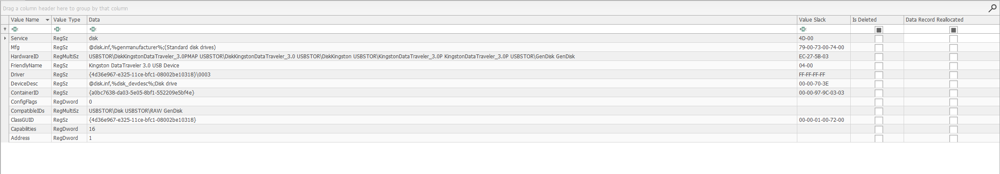 Drag a column header here to group by that column
Value Name Value Type Data Value Slack Is Deleted Data Record Reallocated
ABC ABC ABC ABC
Service RegSz disk 4D-00
Mfg RegSz @disk.inf,%genmanufacturer%;(Standard disk drives) 79-00-73-00-74-00
HardwareID RegMultiSz USBSTOR\DiskKingstonDataTraveler_3.0PMAP USBSTOR\DiskKingstonDataTraveler_3.0 USBSTOR\DiskKingston USBSTOR\KingstonDataTraveler_3.0P KingstonDataTraveler_3.0P USBSTOR\GenDisk GenDisk EC-27-5B-03
FriendlyName RegSz Kingston DataTraveler 3.0 USB Device 04-00
Driver RegSz {4d36e967-e325-11ce-bfc1-08002be10318}\0003 FF-FF-FF-FF
DeviceDesc RegSz @disk.inf,%disk_devdesc%;Disk drive 00-00-70-3E
ContainerID RegSz {a0bc7638-da03-5e05-8bf1-552209e5bf4e} 00-00-97-9C-03-03
ConfigFlags RegDword 0
CompatibleIDs RegMultiSz USBSTOR\Disk USBSTOR\RAW GenDisk
ClassGUID RegSz {4d36e967-e325-11ce-bfc1-08002be10318} 00-00-01-00-72-00
Capabilities RegDword 16
Address RegDword 1